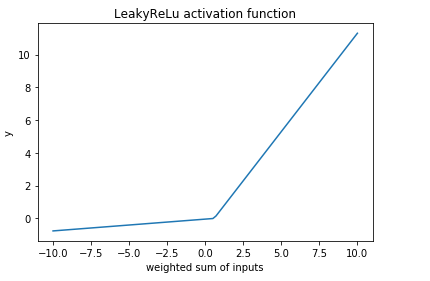 LeakyReLu activation function
y
10
8
6
4
2
0
−10.0 −7.5 −5.0 −2.5 0.0 2.5 5.0 7.5 10.0
weighted sum of inputs